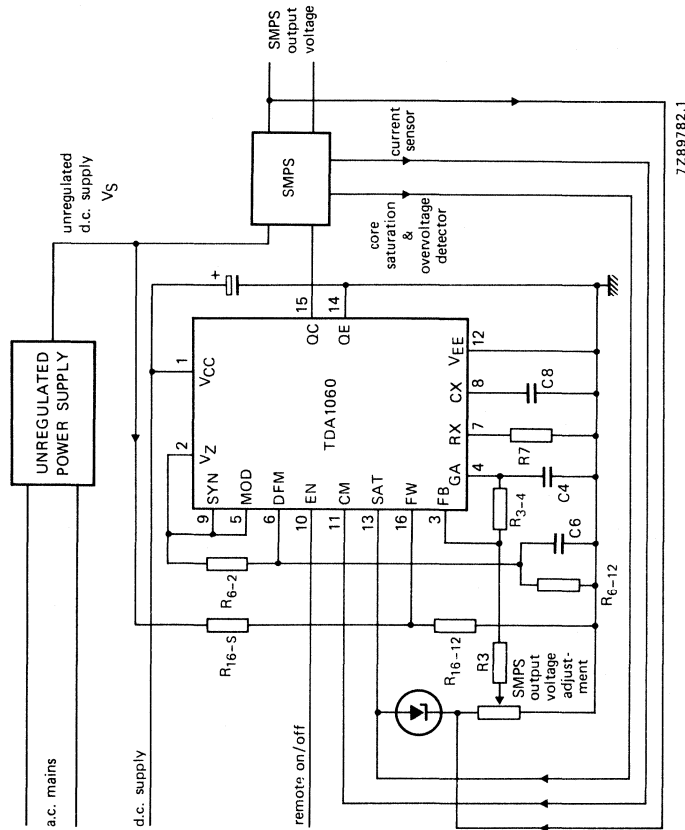 UNREGULATED
POWER SUPPLY
a.c. mains
unregulated
d.c. supply
VS
SMPS
output
voltage
SMPS
current
sensor
core
saturation
&
overvoltage
detector
d.c. supply
+
1
2
15
14
VCC
VZ
QC
QE
TDA1060
9
SYN
5
MOD
6
DFM
10
EN
11
CM
13
SAT
16
FW
3
FB
GA
RX
CX
VEE
4
7
8
12
R6-2
R16-S
R16-12
R3-4
R3
R7
C4
C6
C8
R6-12
SMPS
output
voltage
adjust-
ment
remote on/off
7Z89782.1